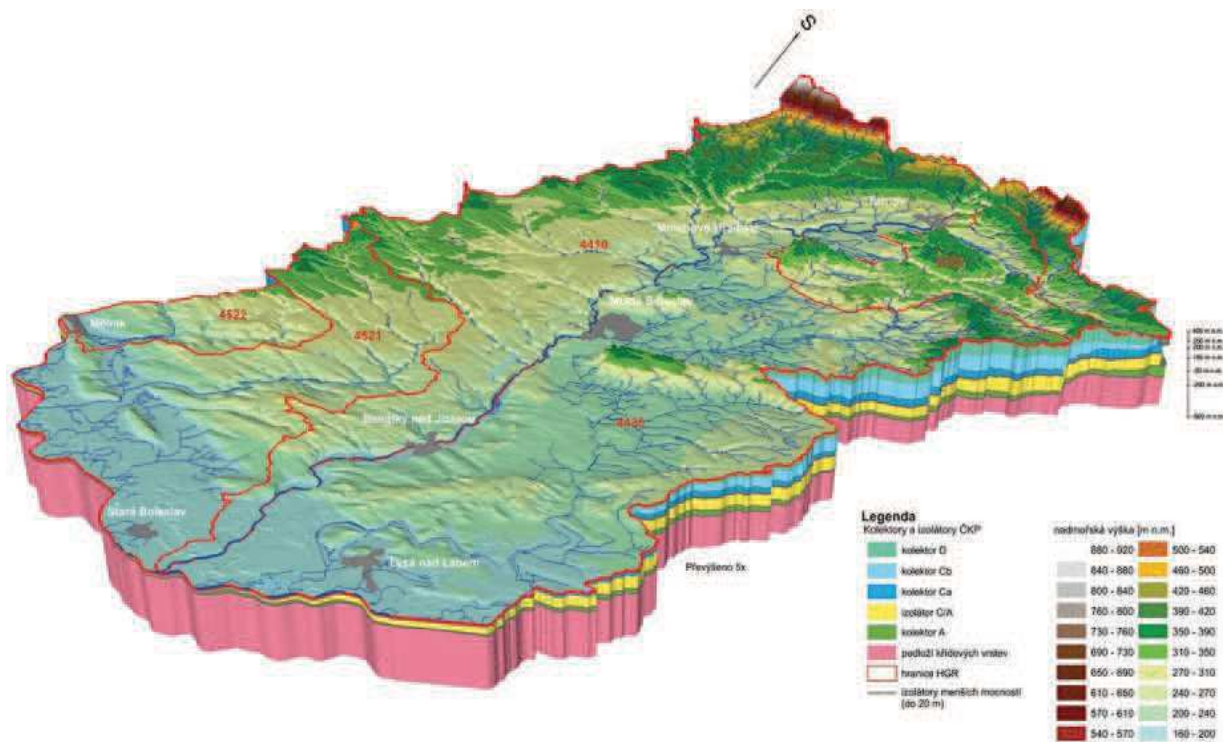 S
Turnov
Mnichovo Hradiště
4410
Mladá Boleslav
4522
Mělník
4521
Benátky nad Jizerou
4430
Stará Boleslav
Lysá nad Labem
Převýšeno 5x
Legenda
Kolektory a izolátory ČKP
kolektor D
kolektor Cb
kolektor Ca
izolátor C/A
kolektor A
podloží křídových vrstev
hranice HGR
izolátory menších mocností
(do 20 m)
nadmořská výška [m n.m.]
880 - 920
840 - 880
800 - 840
760 - 800
730 - 760
690 - 730
650 - 690
610 - 650
570 - 610
540 - 570
500 - 540
460 - 500
420 - 460
390 - 420
350 - 390
310 - 350
270 - 310
240 - 270
200 - 240
160 - 200